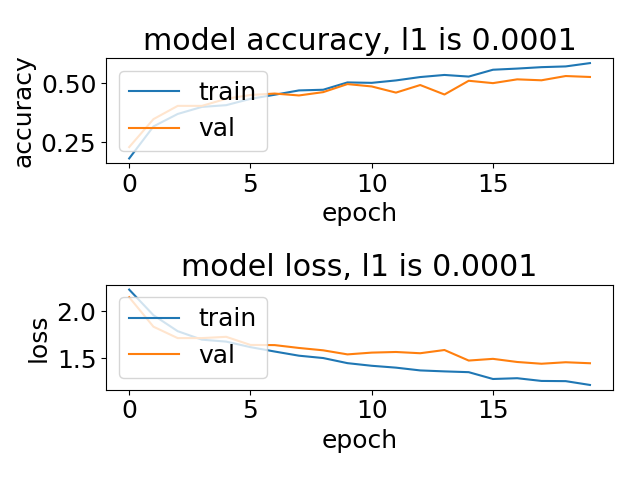 model accuracy, l1 is 0.0001
accuracy
0.50
0.25
train
val
0 5 10 15
epoch
model loss, l1 is 0.0001
loss
2.0
1.5
train
val
0 5 10 15
epoch